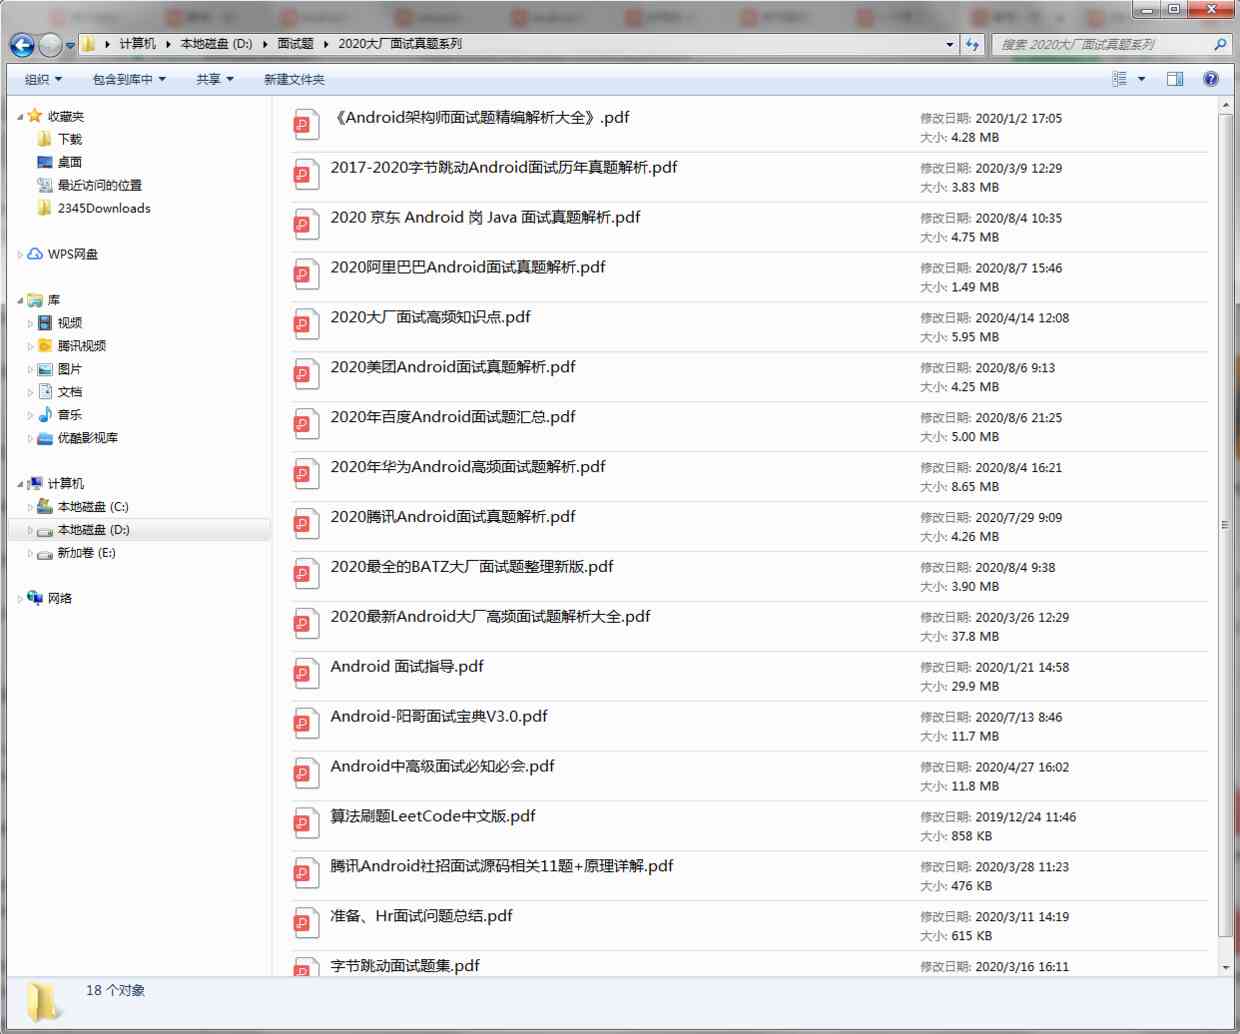 计算机 本地磁盘 (D:) 面试题 2020大厂面试真题系列
搜索 2020大厂面试真题系列
组织 包含到库中 共享 新建文件夹
收藏夹
下载
桌面
最近访问的位置
2345Downloads
WPS网盘
库
视频
腾讯视频
图片
文档
音乐
优酷影视库
计算机
本地磁盘 (C:)
本地磁盘 (D:)
新加卷 (E:)
网络
《Android架构师面试题精编解析大全》.pdf
修改日期: 2020/1/2 17:05
大小: 4.28 MB
2017-2020字节跳动Android面试历年真题解析.pdf
修改日期: 2020/3/9 12:29
大小: 3.83 MB
2020 京东 Android 岗 Java 面试真题解析.pdf
修改日期: 2020/8/4 10:35
大小: 4.75 MB
2020阿里巴巴Android面试真题解析.pdf
修改日期: 2020/8/7 15:46
大小: 1.49 MB
2020大厂面试高频知识点.pdf
修改日期: 2020/4/14 12:08
大小: 5.95 MB
2020美团Android面试真题解析.pdf
修改日期: 2020/8/6 9:13
大小: 4.25 MB
2020年百度Android面试题汇总.pdf
修改日期: 2020/8/6 21:25
大小: 5.00 MB
2020年华为Android高频面试题解析.pdf
修改日期: 2020/8/4 16:21
大小: 8.65 MB
2020腾讯Android面试真题解析.pdf
修改日期: 2020/7/29 9:09
大小: 4.26 MB
2020最全的BATZ大厂面试题整理新版.pdf
修改日期: 2020/8/4 9:38
大小: 3.90 MB
2020最新Android大厂高频面试题解析大全.pdf
修改日期: 2020/3/26 12:29
大小: 37.8 MB
Android 面试指导.pdf
修改日期: 2020/1/21 14:58
大小: 29.9 MB
Android-阳哥面试宝典V3.0.pdf
修改日期: 2020/7/13 8:46
大小: 11.7 MB
Android中高级面试必知必会.pdf
修改日期: 2020/4/27 16:02
大小: 11.8 MB
算法刷题LeetCode中文版.pdf
修改日期: 2019/12/24 11:46
大小: 858 KB
腾讯Android社招面试源码相关11题+原理详解.pdf
修改日期: 2020/3/28 11:23
大小: 476 KB
准备、Hr面试问题总结.pdf
修改日期: 2020/3/11 14:19
大小: 615 KB
字节跳动面试题集.pdf
修改日期: 2020/3/16 16:11
18 个对象